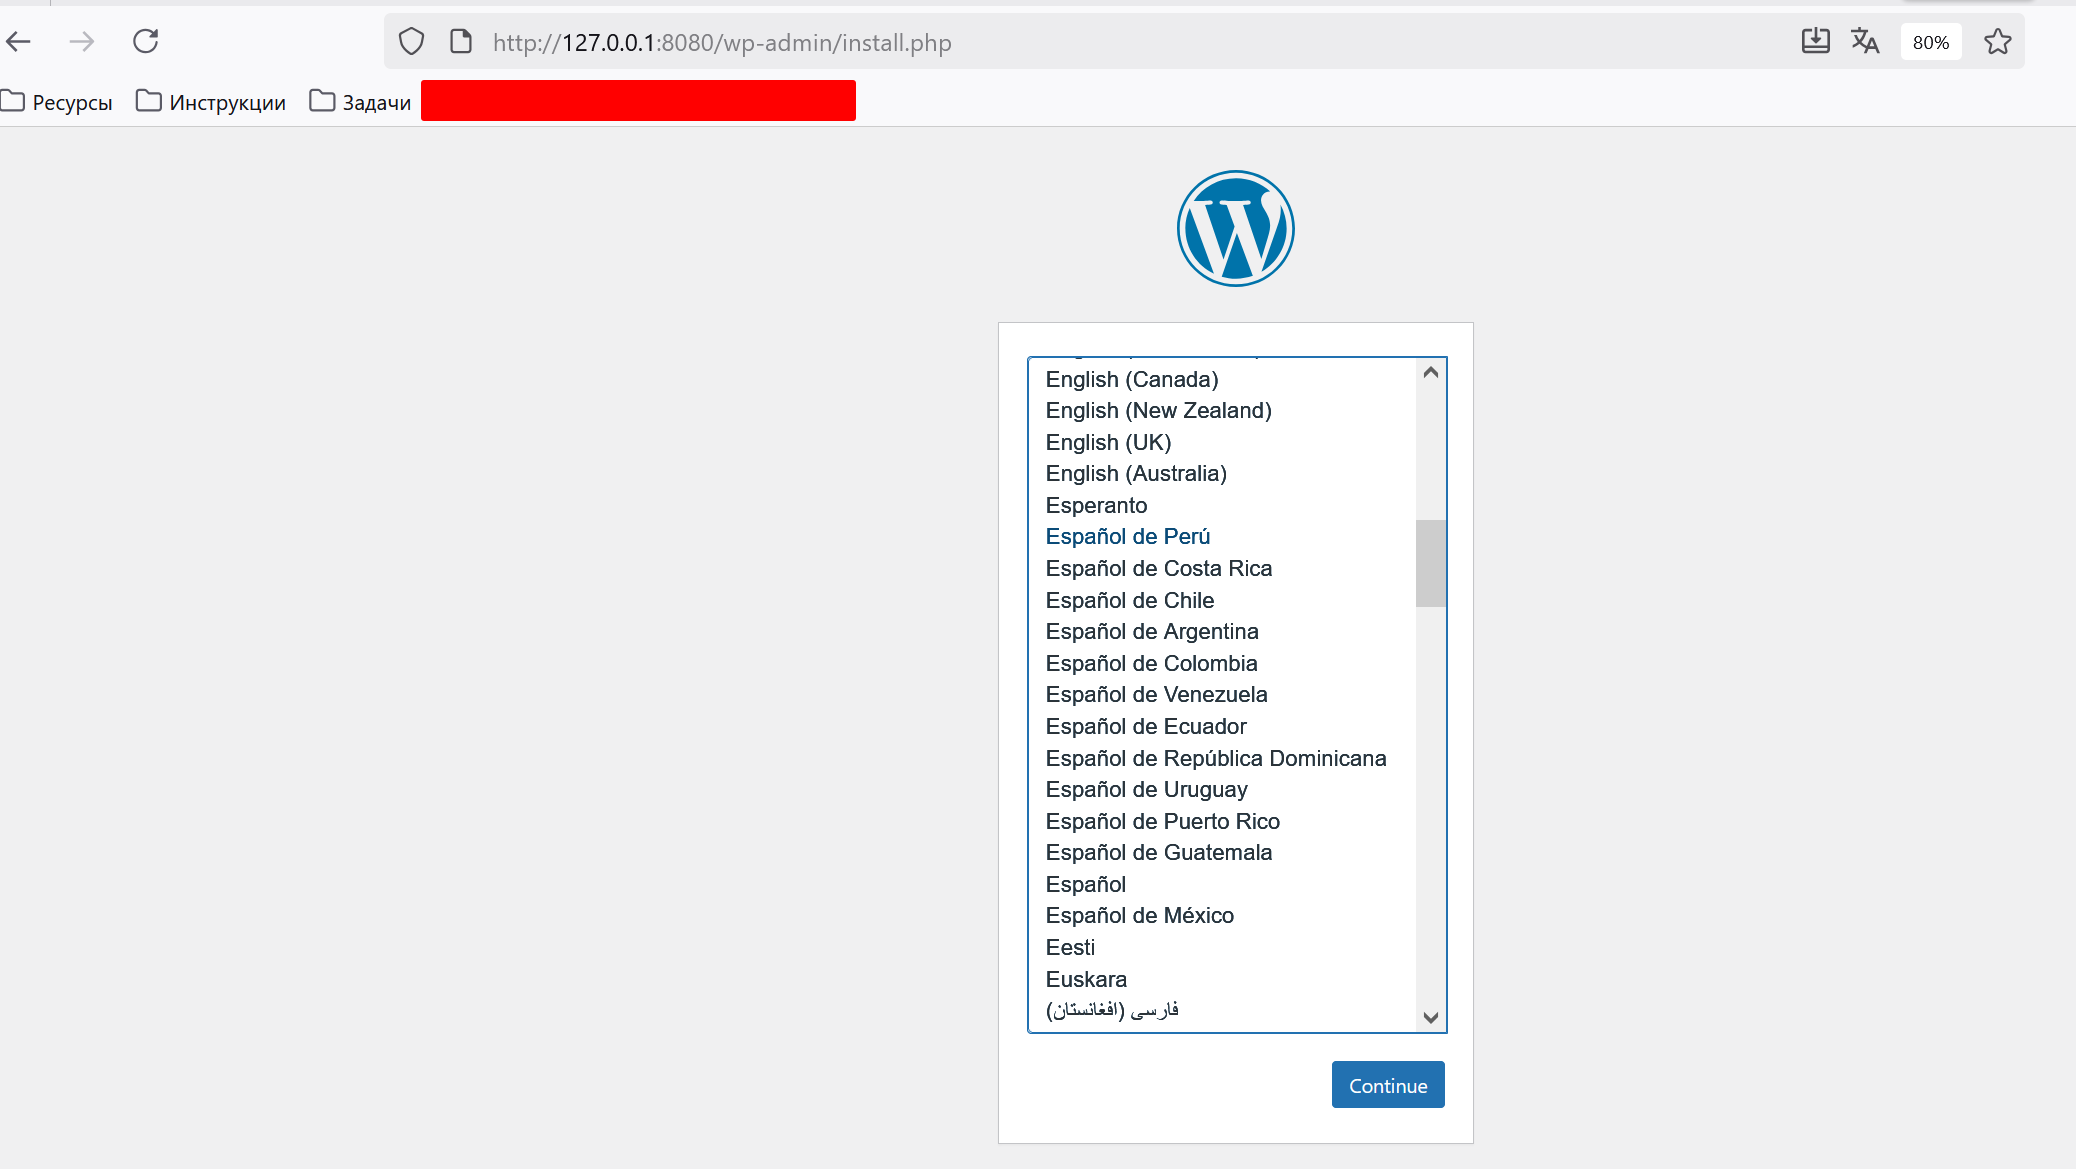 http://127.0.0.1:8080/wp-admin/install.php
80%
Ресурсы Инструкции Задачи
English (Canada)
English (New Zealand)
English (UK)
English (Australia)
Esperanto
Español de Perú
Español de Costa Rica
Español de Chile
Español de Argentina
Español de Colombia
Español de Venezuela
Español de Ecuador
Español de República Dominicana
Español de Uruguay
Español de Puerto Rico
Español de Guatemala
Español
Español de México
Eesti
Euskara
(فارسی (افغانستان
Continue